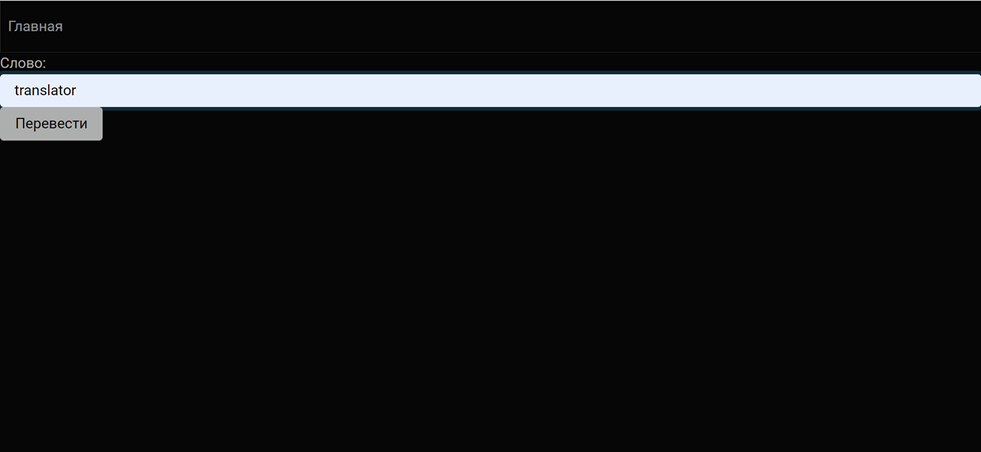 Главная
Слово:
translator
Перевести